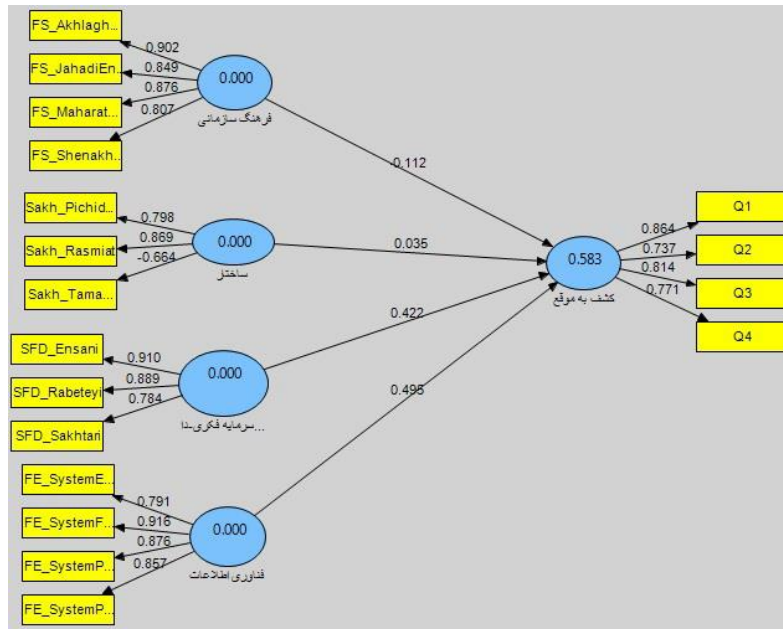 FS_Akhlagh...
0.902
FS_JahadiEn...
0.849
FS_Maharat...
0.876
FS_Shenakh...
0.807
0.000
فرهنگ سازمانی
-0.112
Sakh_Pichid...
0.798
Sakh_Rasmiat
0.869
Sakh_Tama...
-0.664
0.000
ساختار
0.035
SFD_Ensani
0.910
SFD_Rabeteyi
0.889
SFD_Sakhtari
0.784
0.000
سرمایه فکری-دا...
0.422
FE_SystemE...
0.791
FE_SystemF...
0.916
FE_SystemP...
0.876
FE_SystemP...
0.857
0.000
فناوری اطلاعات
0.495
0.583
کشف به موقع
0.864
Q1
0.737
Q2
0.814
Q3
0.771
Q4